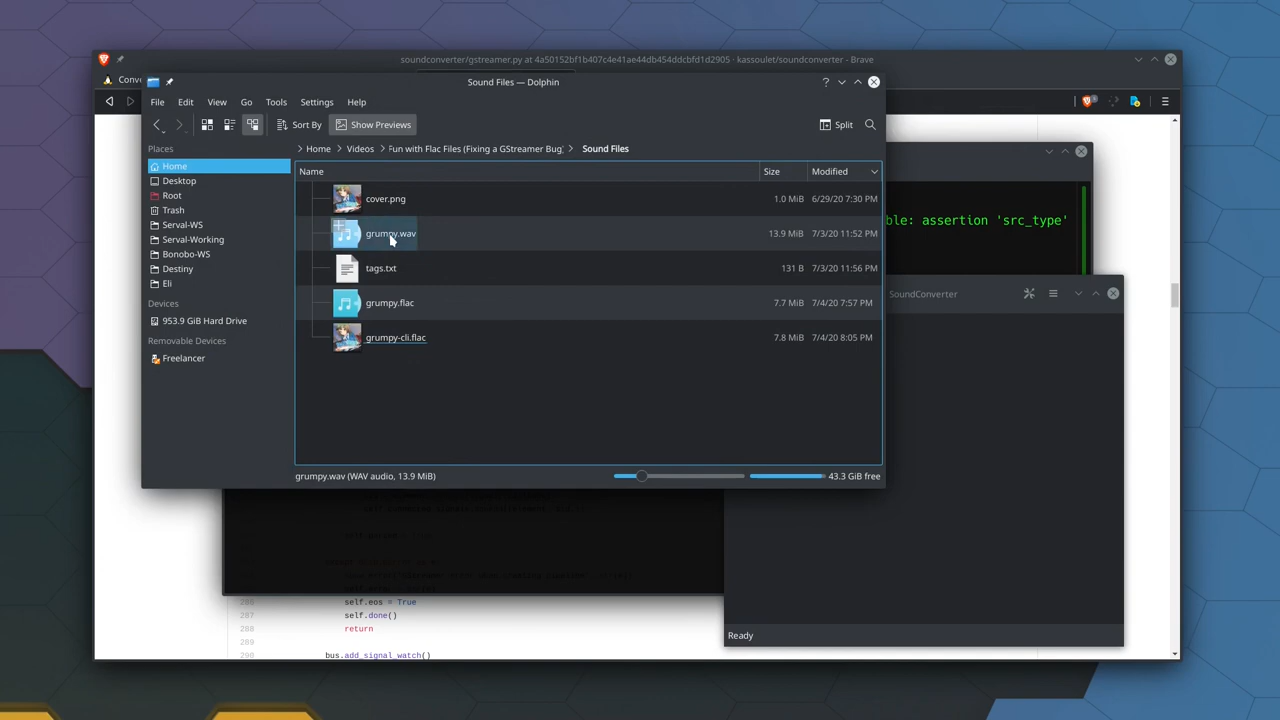 soundconverter/gstreamer.py at 4a50152bf1b407c4e41ae44db454ddcbfd1d2905 · kassoulet/soundconverter - Brave
Conv
Sound Files — Dolphin
File Edit View Go Tools Settings Help
Sort By Show Previews Split
Home Videos Fun with Flac Files (Fixing a GStreamer Bug) Sound Files
Places
Home
Desktop
Root
Trash
Serval-WS
Serval-Working
Bonobo-WS
Destiny
Eli
Devices
953.9 GiB Hard Drive
Removable Devices
Freelancer
Name Size Modified
cover.png 1.0 MiB 6/29/20 7:30 PM
grumpy.wav 13.9 MiB 7/3/20 11:52 PM
tags.txt 131 B 7/3/20 11:56 PM
grumpy.flac 7.7 MiB 7/4/20 7:57 PM
grumpy-cli.flac 7.8 MiB 7/4/20 8:05 PM
grumpy.wav (WAV audio, 13.9 MiB) 43.3 GiB free
ble: assertion 'src_type'
SoundConverter
Ready
286 self.eos = True
287 self.done()
288 return
289
290 bus.add_signal_watch()